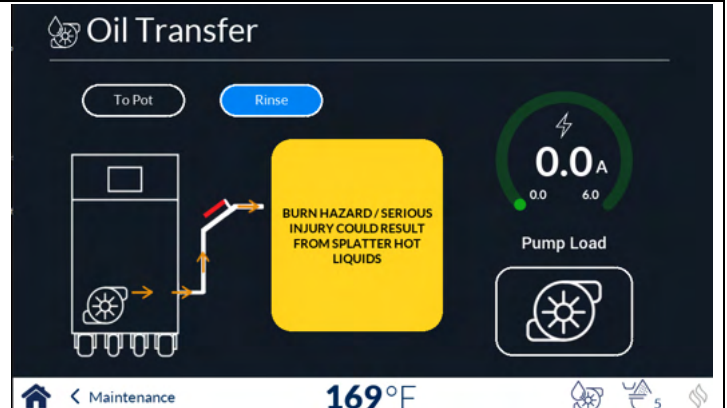 Oil Transfer
To Pot
Rinse
BURN HAZARD / SERIOUS
INJURY COULD RESULT
FROM SPLATTER HOT
LIQUIDS
0.0 A
0.0 6.0
Pump Load
Maintenance
169°F
5